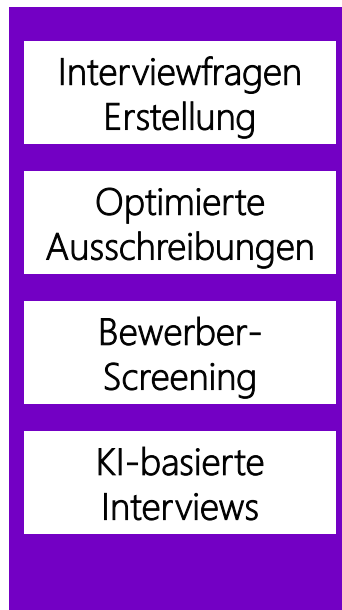 Interviewfragen
Erstellung
Optimierte
Ausschreibungen
Bewerber-
Screening
KI-basierte
Interviews